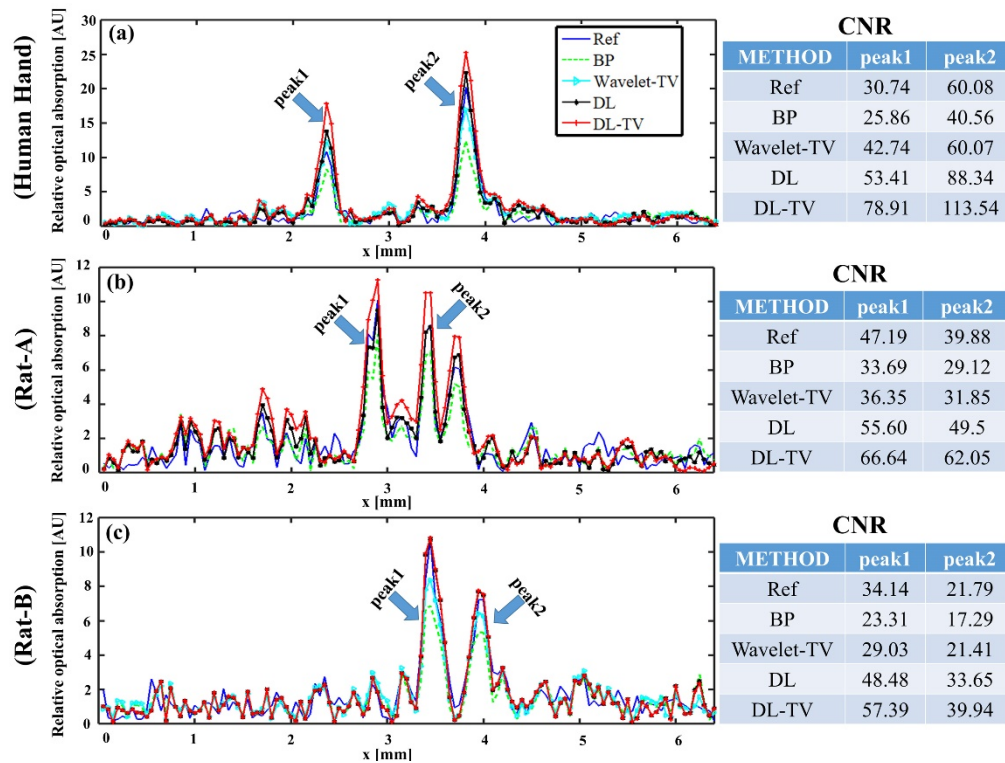 (Human Hand)
Relative optical absorption [AU]
30
25
20
15
10
5
0
(a)
peak1
peak2
Ref
BP
Wavelet-TV
DL
DL-TV
0 1 2 3 4 5 6
x [mm]
CNR
METHOD peak1 peak2
Ref 30.74 60.08
BP 25.86 40.56
Wavelet-TV 42.74 60.07
DL 53.41 88.34
DL-TV 78.91 113.54
(Rat-A)
Relative optical absorption [AU]
12
10
8
6
4
2
0
(b)
peak1
peak2
0 1 2 3 4 5 6
x [mm]
CNR
METHOD peak1 peak2
Ref 47.19 39.88
BP 33.69 29.12
Wavelet-TV 36.35 31.85
DL 55.60 49.5
DL-TV 66.64 62.05
(Rat-B)
Relative optical absorption [AU]
12
10
8
6
4
2
0
(c)
peak1
peak2
0 1 2 3 4 5 6
x [mm]
CNR
METHOD peak1 peak2
Ref 34.14 21.79
BP 23.31 17.29
Wavelet-TV 29.03 21.41
DL 48.48 33.65
DL-TV 57.39 39.94